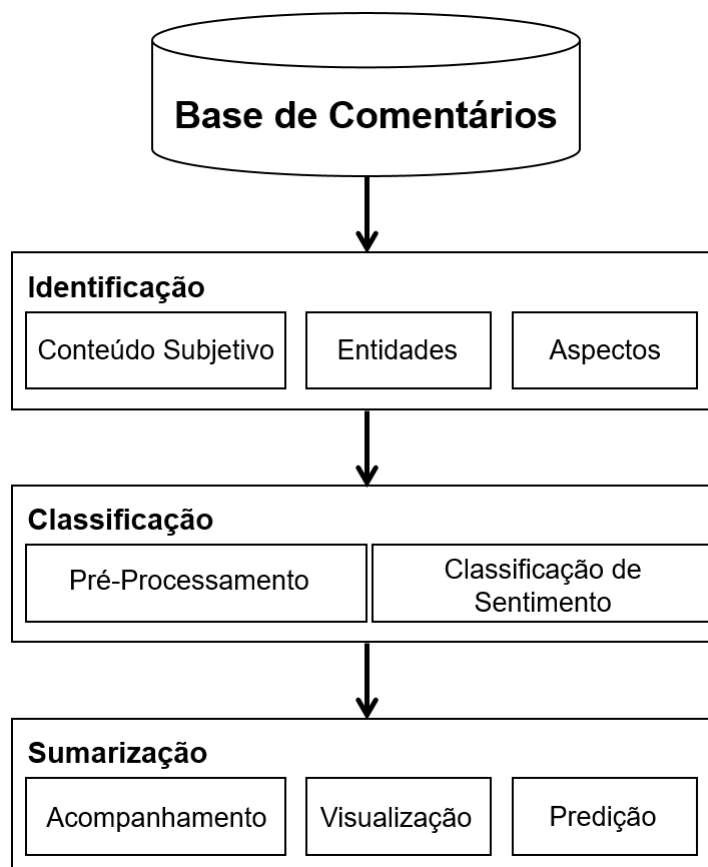 Base de Comentários
Identificação
Conteúdo Subjetivo
Entidades
Aspectos
Classificação
Pré-Processamento
Classificação de
Sentimento
Sumarização
Acompanhamento
Visualização
Predição